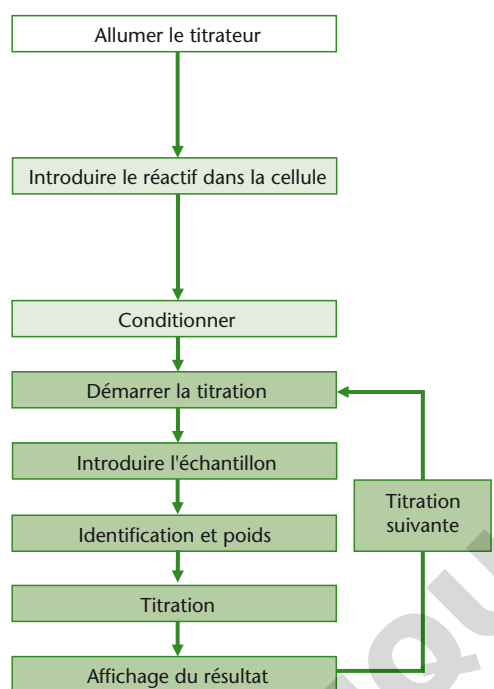 Allumer le titrateur
Introduire le réactif dans la cellule
Conditionner
Démarrer la titration
Introduire l'échantillon
Identification et poids
Titration
Affichage du résultat
Titration
suivante